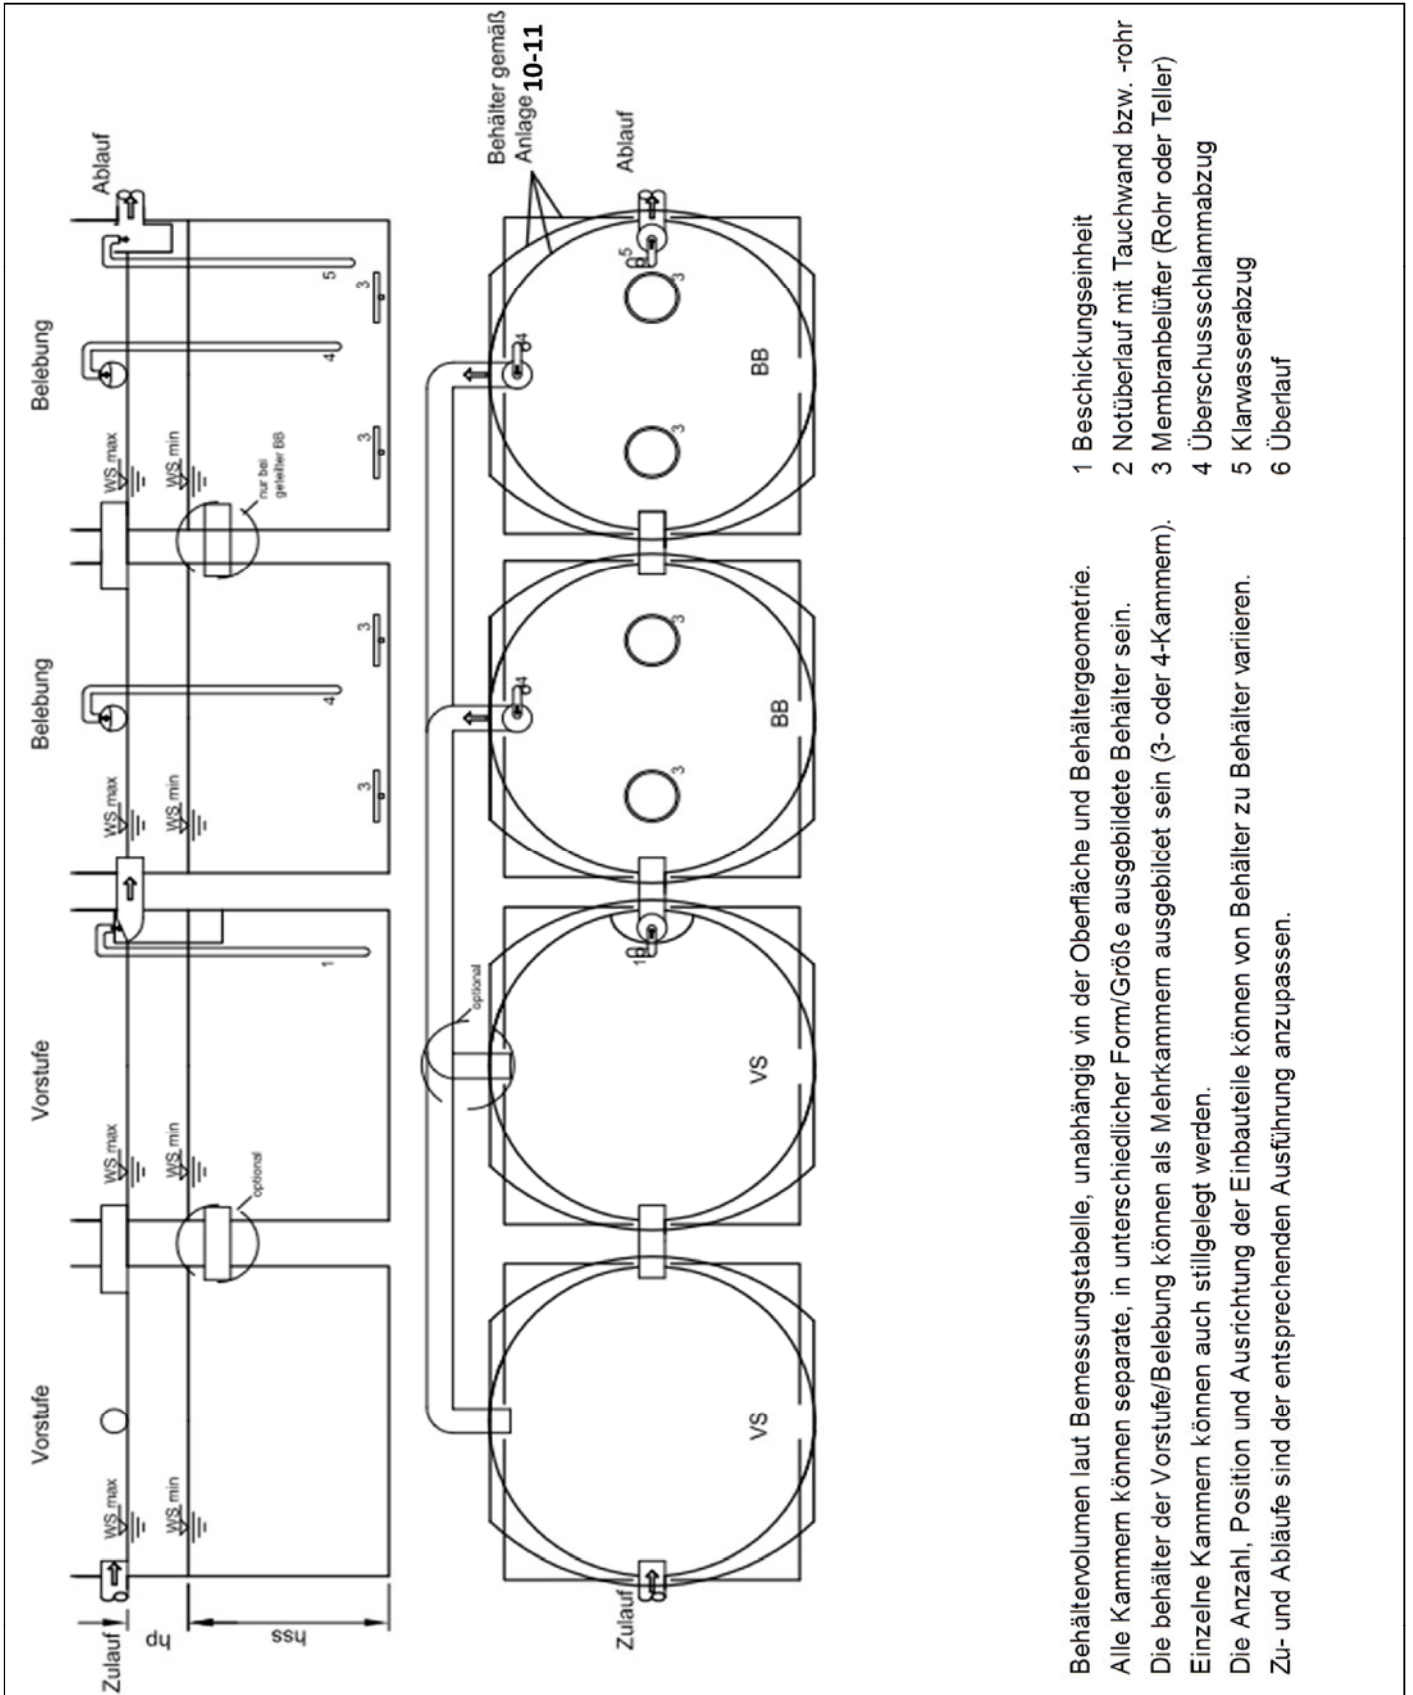 Vorstufe
Vorstufe
Belebung
Belebung
Zulauf
WS max
WS max
WS max
WS max
Ablauf
WS min
WS min
WS min
WS min
hp
hss
optional
1
4
3
3
nur bei
geteilter BB
4
5
3
3
Behälter gemäß
Anlage 10-11
optional
Zulauf
VS
VS
1
3
3
4
BB
3
3
4
5
BB
Ablauf
Behältervolumen laut Bemessungstabelle, unabhängig vin der Oberfläche und Behältergeometrie.
Alle Kammern können separate, in unterschiedlicher Form/Größe ausgebildete Behälter sein.
Die behälter der Vorstufe/Belebung können als Mehrkammern ausgebildet sein (3- oder 4-Kammern).
Einzelne Kammern können auch stillgelegt werden.
Die Anzahl, Position und Ausrichtung der Einbauteile können von Behälter zu Behälter variieren.
Zu- und Abläufe sind der entsprechenden Ausführung anzupassen.
1 Beschickungseinheit
2 Notüberlauf mit Tauchwand bzw. -rohr
3 Membranbelüfter (Rohr oder Teller)
4 Überschussschlammabzug
5 Klarwasserabzug
6 Überlauf